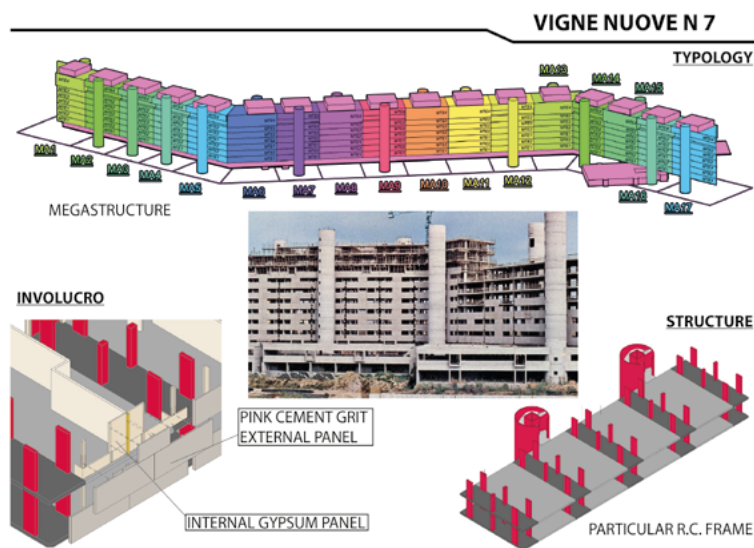 VIGNE NUOVE N 7
TYPOLOGY
MA13
MA14
MA15
MA1
MA2
MA3
MA4
MA5
MA6
MA7
MA8
MA9
MA10
MA11
MA12
MA16
MA17
MEGASTRUCTURE
INVOLUCRO
STRUCTURE
PINK CEMENT GRIT
EXTERNAL PANEL
INTERNAL GYPSUM PANEL
PARTICULAR R.C. FRAME